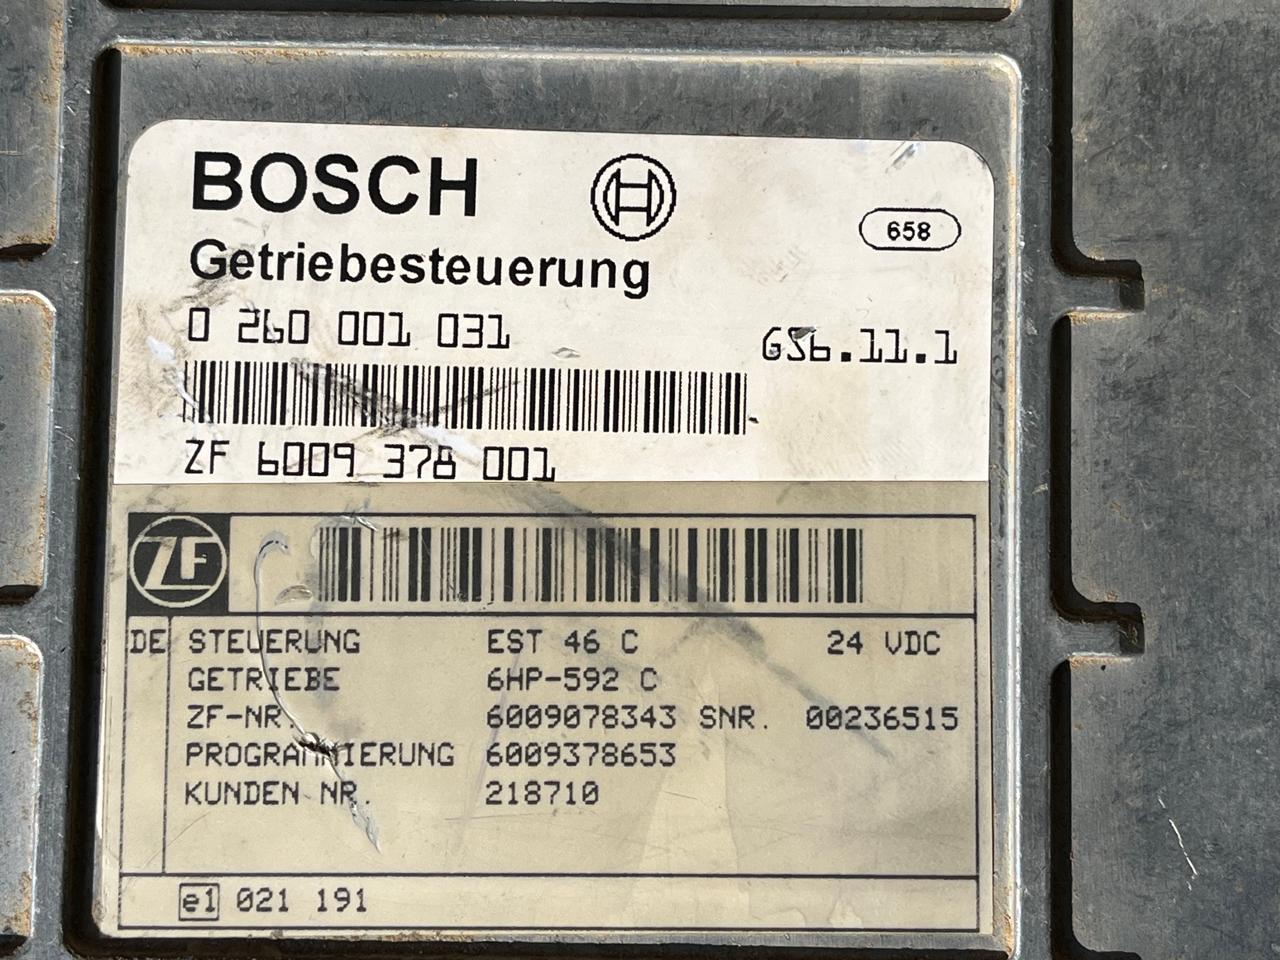 BOSCH
658
Getriebesteuerung
0 260 001 031
GS6.11.1
ZF 6009 378 001
ZF
DE STEUERUNG EST 46 C 24 VDC
GETRIEBE 6HP-592 C
ZF-NR. 6009078343 SNR. 00236515
PROGRAMMIERUNG 6009378653
KUNDEN NR. 218710
e1 021 191